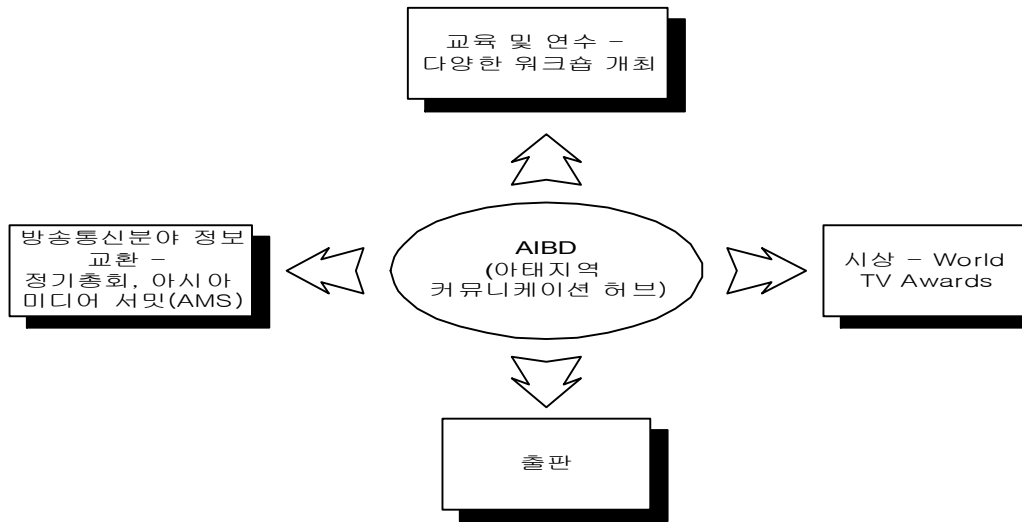 교육 및 연수 –
다양한 워크숍 개최
방송통신분야 정보
교환 –
정기총회, 아시아
미디어 서밋(AMS)
AIBD
(아태지역
커뮤니케이션 허브)
시상 – World
TV Awards
출판